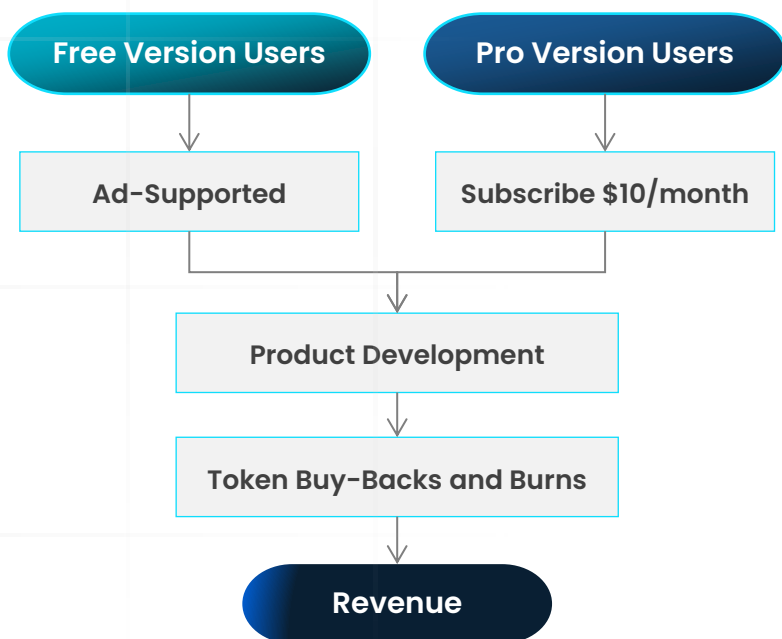 Free Version Users
Pro Version Users
Ad-Supported
Subscribe $10/month
Product Development
Token Buy-Backs and Burns
Revenue